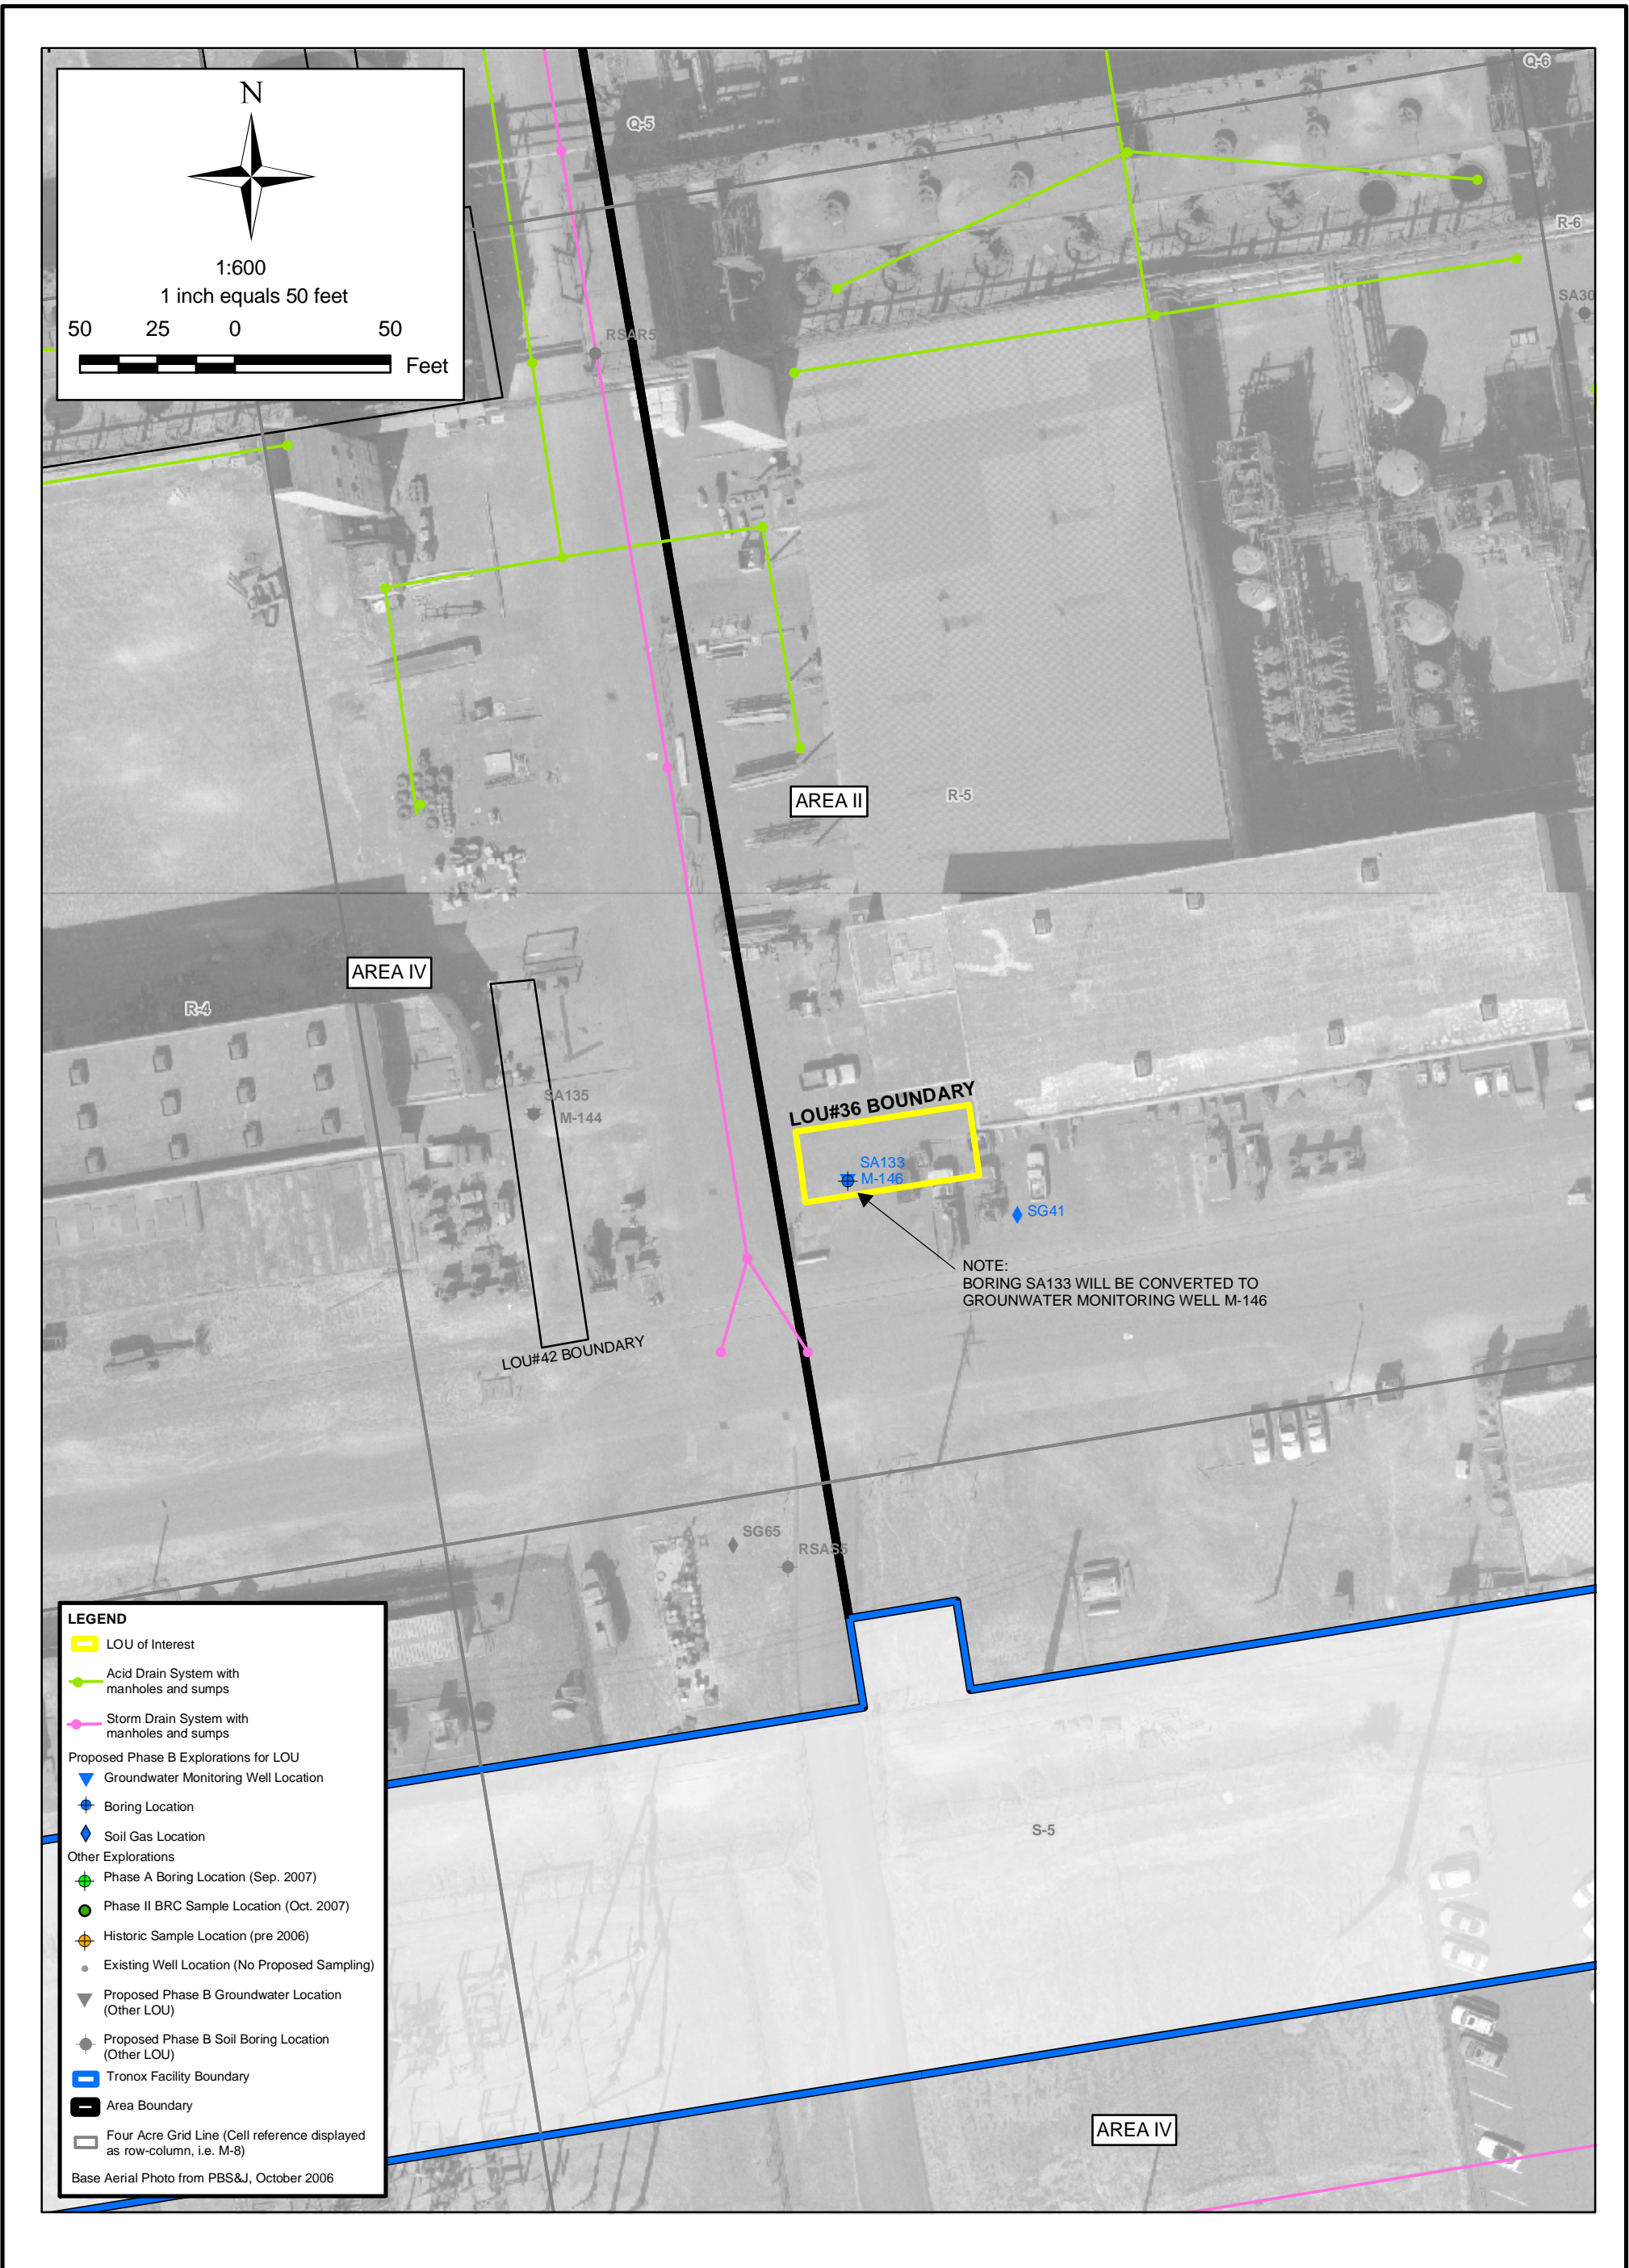 N
1:600
1 inch equals 50 feet
50 25 0 50
Feet
Q-5
Q-6
R-6
SA30
RSAR5
AREA II
R-5
AREA IV
R-4
SA135
M-144
LOU#36 BOUNDARY
SA133
M-146
SG41
NOTE:
BORING SA133 WILL BE CONVERTED TO
GROUNWATER MONITORING WELL M-146
LOU#42 BOUNDARY
SG65
RSAS5
S-5
AREA IV
LEGEND
LOU of Interest
Acid Drain System with
manholes and sumps
Storm Drain System with
manholes and sumps
Proposed Phase B Explorations for LOU
Groundwater Monitoring Well Location
Boring Location
Soil Gas Location
Other Explorations
Phase A Boring Location (Sep. 2007)
Phase II BRC Sample Location (Oct. 2007)
Historic Sample Location (pre 2006)
Existing Well Location (No Proposed Sampling)
Proposed Phase B Groundwater Location
(Other LOU)
Proposed Phase B Soil Boring Location
(Other LOU)
Tronox Facility Boundary
Area Boundary
Four Acre Grid Line (Cell reference displayed
as row-column, i.e. M-8)
Base Aerial Photo from PBS&J, October 2006